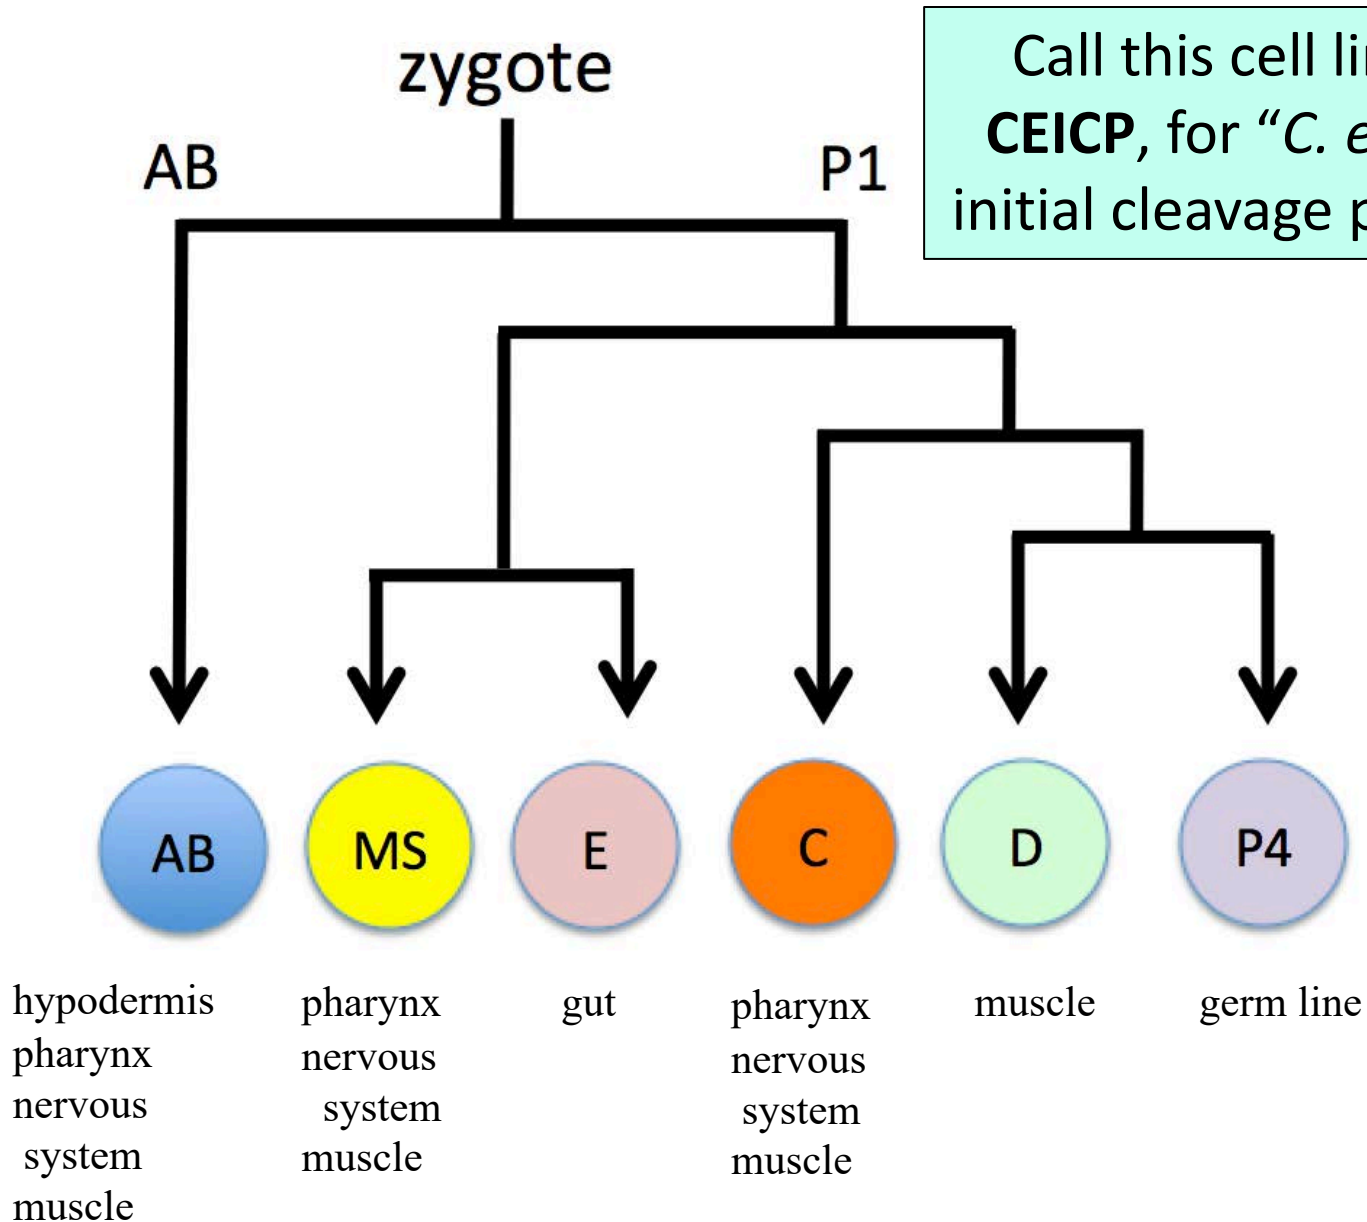 zygote
AB
P1
Call this cell
CEICP, for “C.
initial cleavage
AB
MS
E
C
D
P4
hypodermis
pharynx
nervous
system
muscle
pharynx
nervous
system
muscle
gut
pharynx
nervous
system
muscle
muscle
germ line